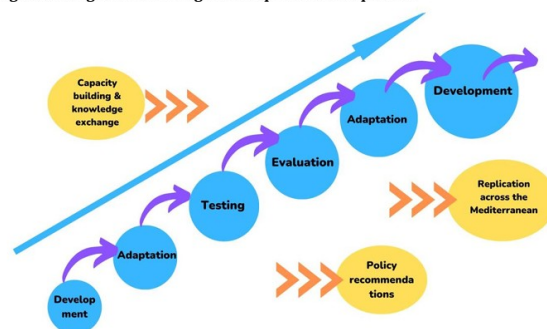 Capacity
building &
knowledge
exchange
Development
Adaptation
Evaluation
Testing
Adaptation
Develop
ment
Replication
across the
Mediterranean
Policy
recommenda
tions